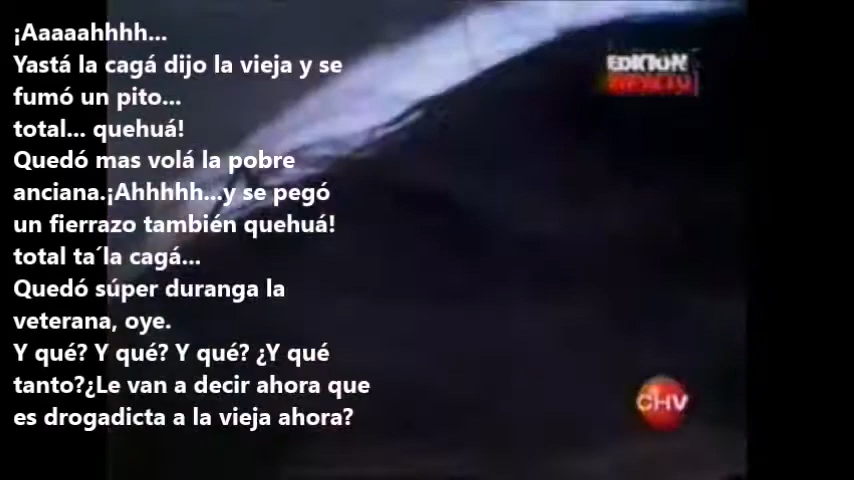 ¡Aaaaahhhh...
Yastá la cagá dijo la vieja y se
fumó un pito...
total... quehuá!
Quedó mas volá la pobre
anciana.¡Ahhhhh...y se pegó
un fierrazo también quehuá!
total ta´la cagá...
Quedó súper duranga la
veterana, oye.
Y qué? Y qué? Y qué? ¿Y qué
tanto?¿Le van a decir ahora que
es drogadicta a la vieja ahora?
EDICION
CHV